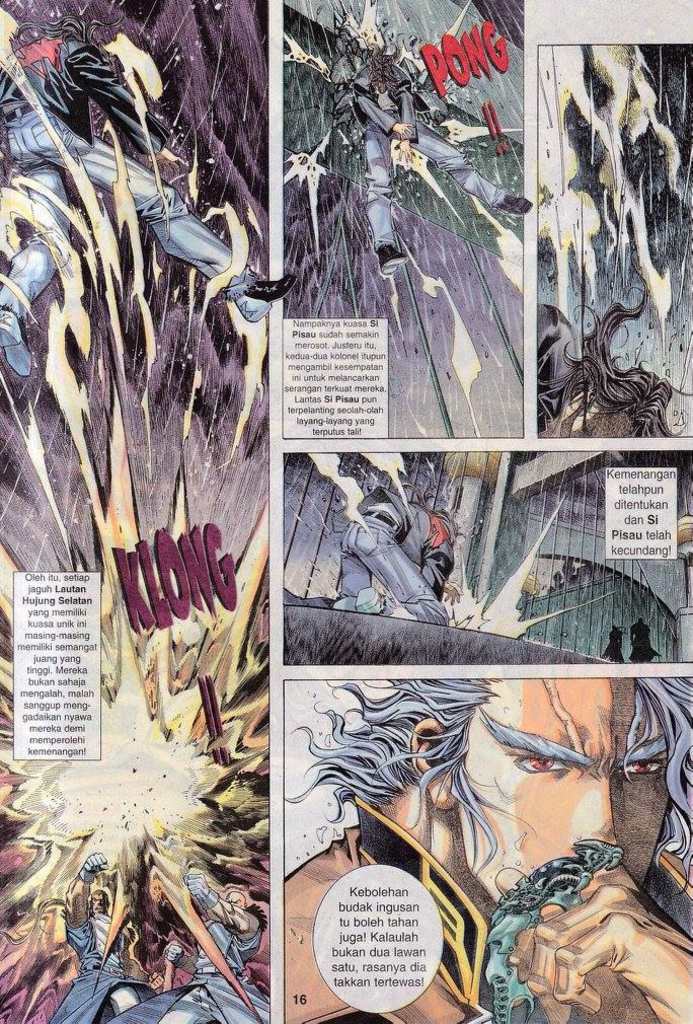 KLONG!!
Oleh itu, setiap
jaguh Lautan
Hujung Selatan
yang memiliki
kuasa unik ini
masing-masing
memiliki semangat
juang yang
tinggi. Mereka
bukan sahaja
mengalah, malah
sanggup meng-
gadaikan nyawa
mereka demi
memperolehi
kemenangan!
PONG!!
Nampaknya kuasa Si
Pisau sudah semakin
merosot. Justeru itu,
kedua-dua kolonel itupun
mengambil kesempatan
ini untuk melancarkan
serangan terkuat mereka.
Lantas Si Pisau pun
terpelanting seolah-olah
layang-layang yang
terputus tali!
Kemenangan
telahpun
ditentukan
dan Si
Pisau telah
kecundang!
Kebolehan
budak ingusan
tu boleh tahan
juga! Kalaulah
bukan dua lawan
satu, rasanya dia
takkan tertewas!
16